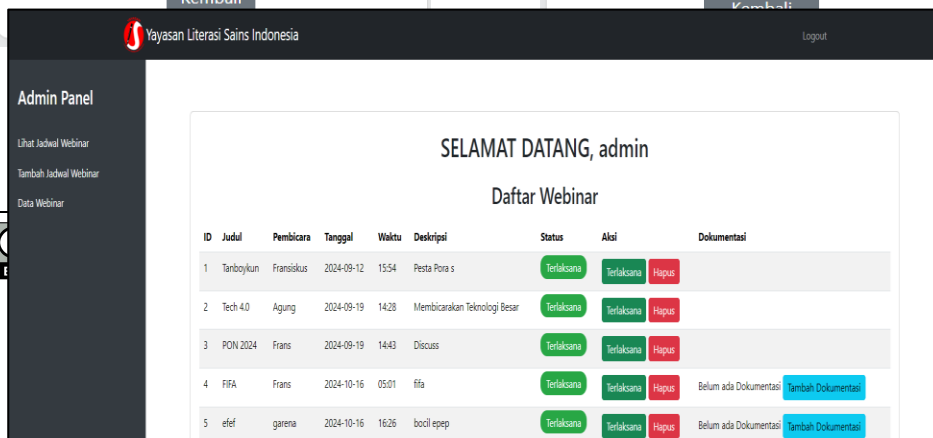 Kembali
Kembali
Yayasan Literasi Sains Indonesia
Logout
Admin Panel
Lihat Jadwal Webinar
Tambah Jadwal Webinar
Data Webinar
SELAMAT DATANG, admin
Daftar Webinar
ID Judul Pembicara Tanggal Waktu Deskripsi Status Aksi Dokumentasi
1 Tanboykun Fransiskus 2024-09-12 15:54 Pesta Pora s Terlaksana Terlaksana Hapus
2 Tech 4.0 Agung 2024-09-19 14:28 Membicarakan Teknologi Besar Terlaksana Terlaksana Hapus
3 PON 2024 Frans 2024-09-19 14:43 Discuss Terlaksana Terlaksana Hapus
4 FIFA Frans 2024-10-16 05:01 fifa Terlaksana Terlaksana Hapus Belum ada Dokumentasi Tambah Dokumentasi
5 efef garena 2024-10-16 16:26 bocil epep Terlaksana Terlaksana Hapus Belum ada Dokumentasi Tambah Dokumentasi